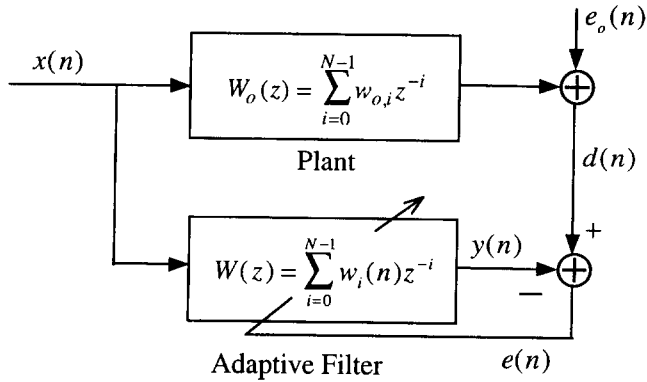 e_o(n)
x(n)
W_o(z) = \sum_{i=0}^{N-1} w_{o,i} z^{-i}
Plant
d(n)
+
W(z) = \sum_{i=0}^{N-1} w_i(n) z^{-i}
y(n)
−
Adaptive Filter
e(n)